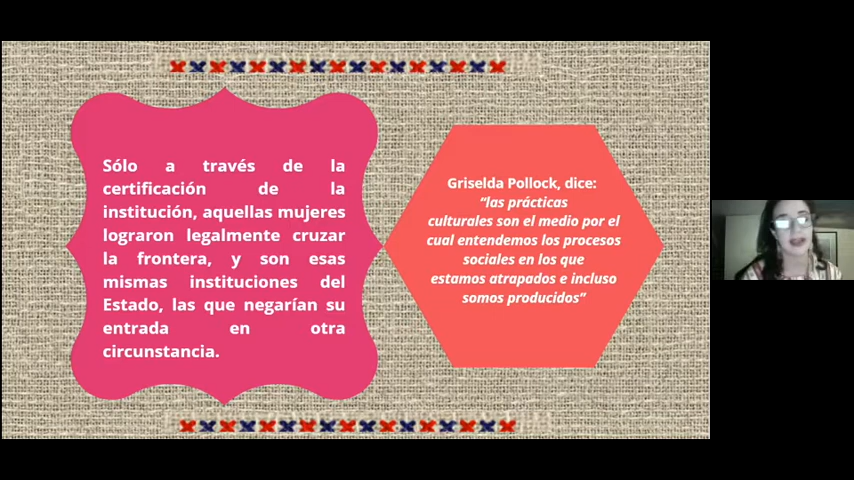 Sólo a través de la
certificación de la
institución, aquellas mujeres
lograron legalmente cruzar
la frontera, y son esas
mismas instituciones del
Estado, las que negarían su
entrada en otra
circunstancia.
Griselda Pollock, dice:
“las prácticas
culturales son el medio por el
cual entendemos los procesos
sociales en los que
estamos atrapados e incluso
somos producidos”